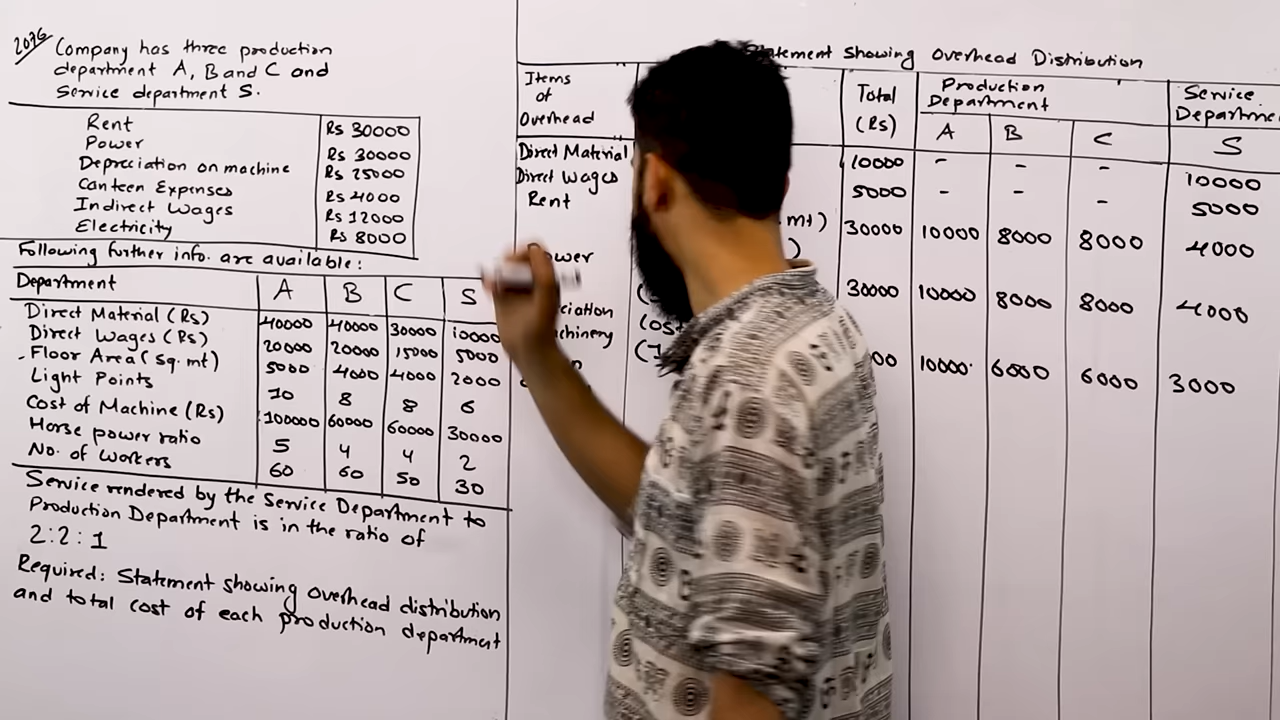 2076
Company has three production
department A, B and C and
Service department S.
Rent Rs 30000
Power Rs 30000
Depreciation on machine Rs 25000
Canteen Expenses Rs 4000
Indirect Wages Rs 12000
Electricity Rs 8000
Following further info. are available:
Department A B C S
Direct Material (Rs) 40000 40000 30000 10000
Direct Wages (Rs) 20000 20000 15000 5000
Floor Area (sq. mt) 5000 4000 4000 2000
Light Points 10 8 8 6
Cost of Machine (Rs) 100000 60000 60000 30000
Horse power ratio 5 4 4 2
No. of Workers 60 60 50 30
Service rendered by the Service Department to
Production Department is in the ratio of
2:2:1
Required: Statement showing overhead distribution
and total cost of each production department
Statement Showing Overhead Distribution
Items
of
Overhead
Total
(Rs)
Production
Department
A B C
Service
Departme
S
Direct Material 10000 - - - 10000
Direct Wages 5000 - - - 5000
Rent mt) 30000 10000 8000 8000 4000
)
ower 30000 10000 8000 8000 4000
ciation
chinery
00 10000 6000 6000 3000